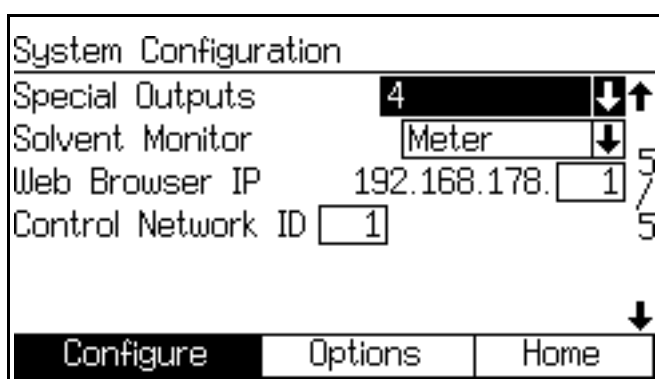 System Configuration
Special Outputs 4
Solvent Monitor Meter
Web Browser IP 192.168.178. 1
Control Network ID 1
5/5
Configure Options Home